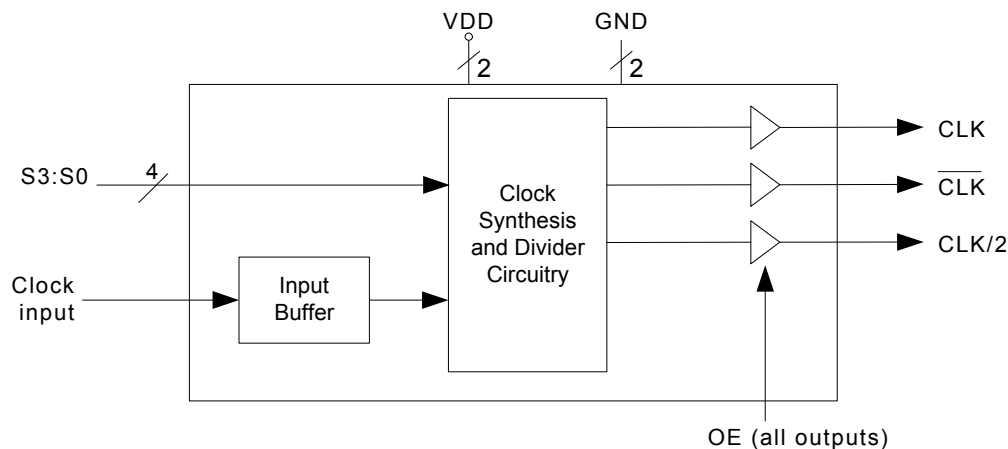 VDD
GND
2
2
S3:S0
4
Clock
Synthesis
and Divider
Circuitry
CLK
C̅L̅K̅
CLK/2
Clock
input
Input
Buffer
OE (all outputs)